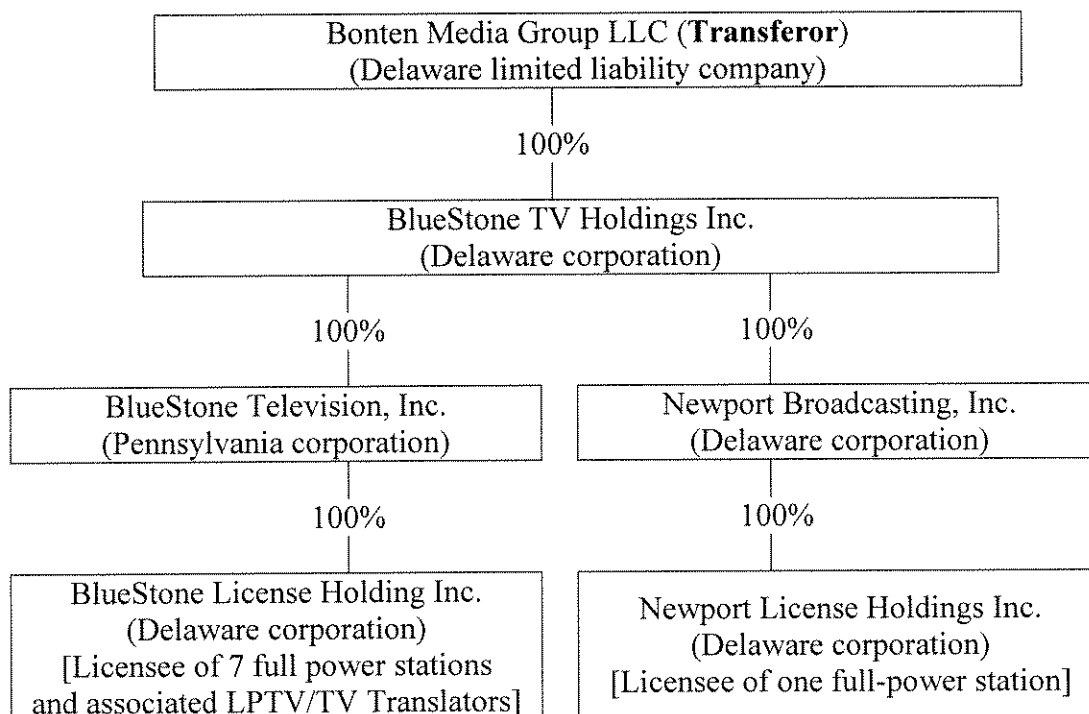 Bonten Media Group LLC (Transferor)
(Delaware limited liability company)
100%
BlueStone TV Holdings Inc.
(Delaware corporation)
100%
100%
BlueStone Television, Inc.
(Pennsylvania corporation)
Newport Broadcasting, Inc.
(Delaware corporation)
100%
100%
BlueStone License Holding Inc.
(Delaware corporation)
[Licensee of 7 full power stations
and associated LPTV/TV Translators]
Newport License Holdings Inc.
(Delaware corporation)
[Licensee of one full-power station]